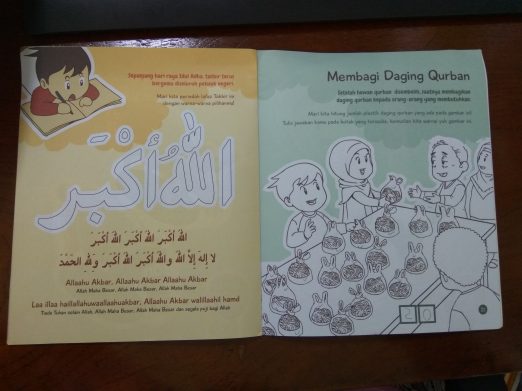 Sepanjang hari raya Idul Adha, takbir terus
bergema diseluruh penjuru negeri.
Mari kita perindah lafaz Takbir ini
dengan warna-warna pilihanmu!
اللهُ أَكْبَر
اللهُ أَكْبَرُ اللهُ أَكْبَرُ اللهُ أَكْبَرُ
لَا إِلٰهَ إِلَّا اللهُ وَاللهُ أَكْبَرُ اللهُ أَكْبَرُ وَلِلّٰهِ الْحَمْدُ
Allaahu Akbar, Allaahu Akbar Allaahu Akbar
Allah Maha Besar, Allah Maha Besar, Allah Maha Besar
Laa illaa haillallahuwaallaahuakbar, Allaahu Akbar walillaahil hamd
Tiada Tuhan selain Allah, Allah Maha Besar, Allah Maha Besar dan segala puji bagi Allah
Membagi Daging Qurban
Setelah hewan qurban disembelih, saatnya membagikan
daging qurban kepada orang-orang yang membutuhkan.
Mari kita hitung jumlah plastik daging qurban yang ada pada gambar ini!
Tulis jawaban kamu pada kotak yang tersedia, kemudian kita warnai yuk gambar ini.
20